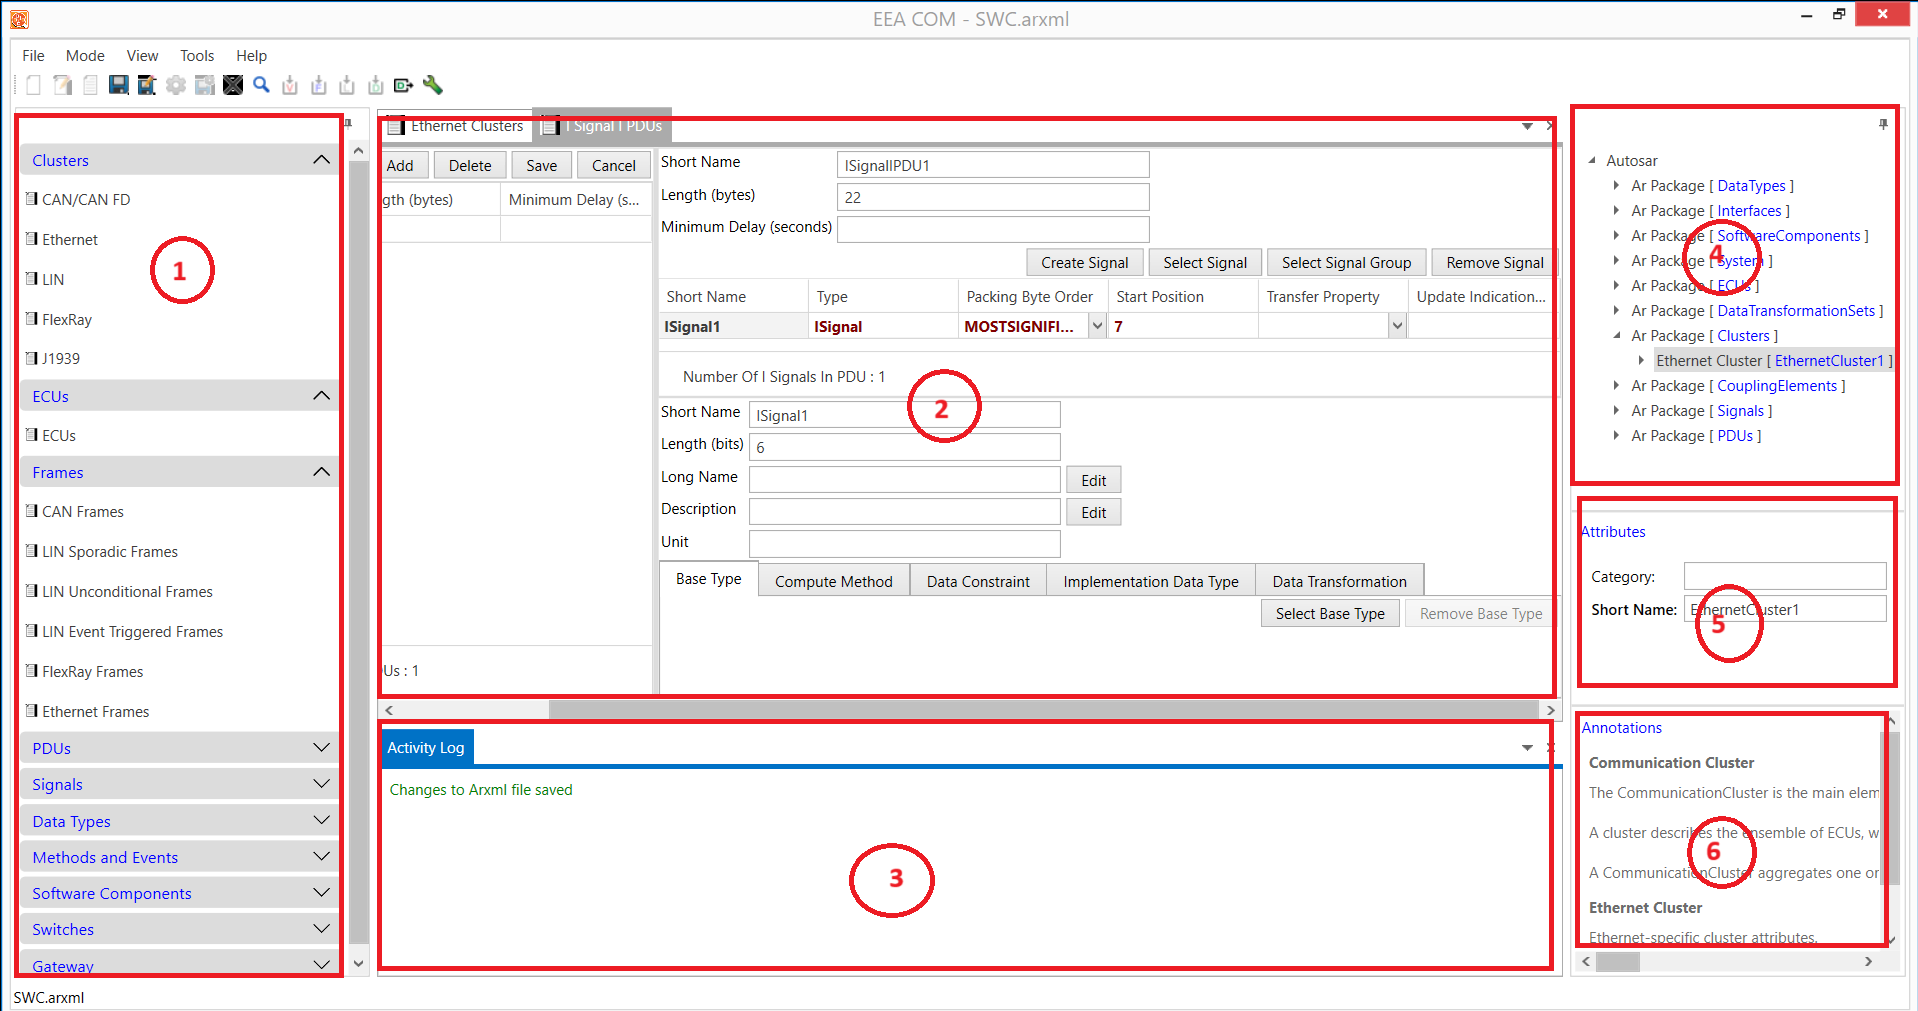 EEA COM - SWC.arxml
File Mode View Tools Help
Clusters
CAN/CAN FD
Ethernet
LIN
FlexRay
J1939
ECUs
ECUs
Frames
CAN Frames
LIN Sporadic Frames
LIN Unconditional Frames
LIN Event Triggered Frames
FlexRay Frames
Ethernet Frames
PDUs
Signals
Data Types
Methods and Events
Software Components
Switches
Gateway
1
Ethernet Clusters I Signal I PDUs
Add Delete Save Cancel
gth (bytes) Minimum Delay (s...
Us : 1
Short Name ISignalIPDU1
Length (bytes) 22
Minimum Delay (seconds)
Create Signal Select Signal Select Signal Group Remove Signal
Short Name Type Packing Byte Order Start Position Transfer Property Update Indication...
ISignal1 ISignal MOSTSIGNIFI... 7
Number Of I Signals In PDU : 1
2
Short Name ISignal1
Length (bits) 6
Long Name Edit
Description Edit
Unit
Base Type Compute Method Data Constraint Implementation Data Type Data Transformation
Select Base Type Remove Base Type
Activity Log
Changes to Arxml file saved
3
Autosar
Ar Package [ DataTypes ]
Ar Package [ Interfaces ]
Ar Package [ SoftwareComponents ]
Ar Package [ System ]
Ar Package [ ECUs ]
Ar Package [ DataTransformationSets ]
Ar Package [ Clusters ]
Ethernet Cluster [ EthernetCluster1 ]
Ar Package [ CouplingElements ]
Ar Package [ Signals ]
Ar Package [ PDUs ]
4
Attributes
Category:
Short Name: EthernetCluster1
5
Annotations
Communication Cluster
The CommunicationCluster is the main elem
A cluster describes the ensemble of ECUs, w
A CommunicationCluster aggregates one or
6
Ethernet Cluster
Ethernet-specific cluster attributes.
SWC.arxml